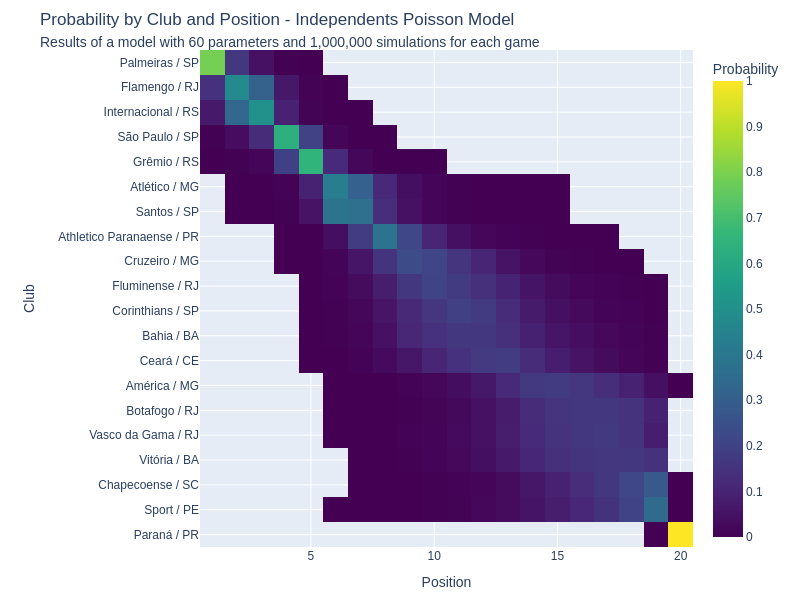 Probability by Club and Position - Independents Poisson Model
Results of a model with 60 parameters and 1,000,000 simulations for each game
Probability
Palmeiras / SP
Flamengo / RJ
Internacional / RS
São Paulo / SP
Grêmio / RS
Atlético / MG
Santos / SP
Athletico Paranaense / PR
Cruzeiro / MG
Fluminense / RJ
Corinthians / SP
Bahia / BA
Ceará / CE
América / MG
Botafogo / RJ
Vasco da Gama / RJ
Vitória / BA
Chapecoense / SC
Sport / PE
Paraná / PR
Club
5
10
15
20
Position
1
0.9
0.8
0.7
0.6
0.5
0.4
0.3
0.2
0.1
0